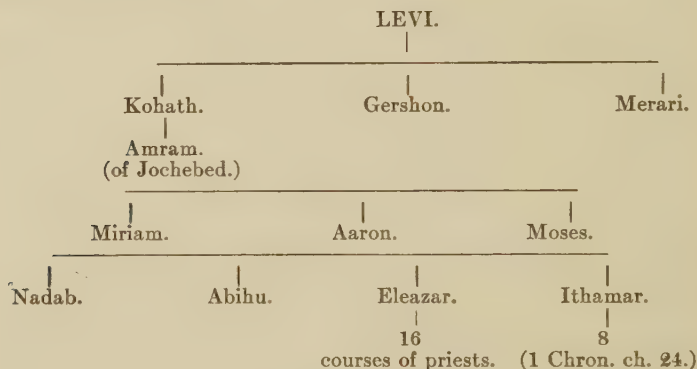 LEVI.
Kohath. Gershon. Merari.
Amram.
(of Jochebed.)
Miriam. Aaron. Moses.
Nadab. Abihu. Eleazar. Ithamar.
16 8
courses of priests. (1 Chron. ch. 24.)